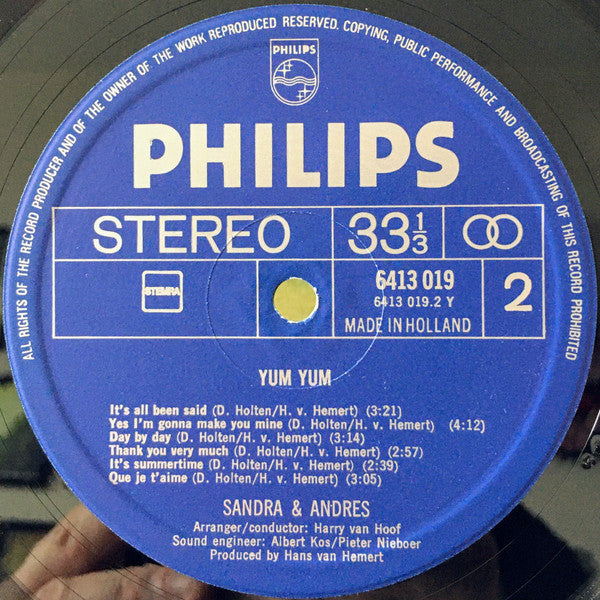 ALL RIGHTS OF THE RECORD PRODUCER AND OF THE OWNER OF THE WORK REPRODUCED RESERVED. COPYING, PUBLIC PERFORMANCE AND BROADCASTING OF THIS RECORD PROHIBITED
PHILIPS
PHILIPS
STEREO 33 1/3
STEMRA 6413 019 2
6413 019.2 Y
MADE IN HOLLAND
YUM YUM
It's all been said (D. Holten/H. v. Hemert) (3:21)
Yes I'm gonna make you mine (D. Holten/H. v. Hemert) (4:12)
Day by day (D. Holten/H. v. Hemert) (3:14)
Thank you very much (D. Holten/H. v. Hemert) (2:57)
It's summertime (D. Holten/H. v. Hemert) (2:39)
Que je t'aime (D. Holten/H. v. Hemert) (3:05)
SANDRA & ANDRES
Arranger/conductor: Harry van Hoof
Sound engineer: Albert Kos/Pieter Nieboer
Produced by Hans van Hemert